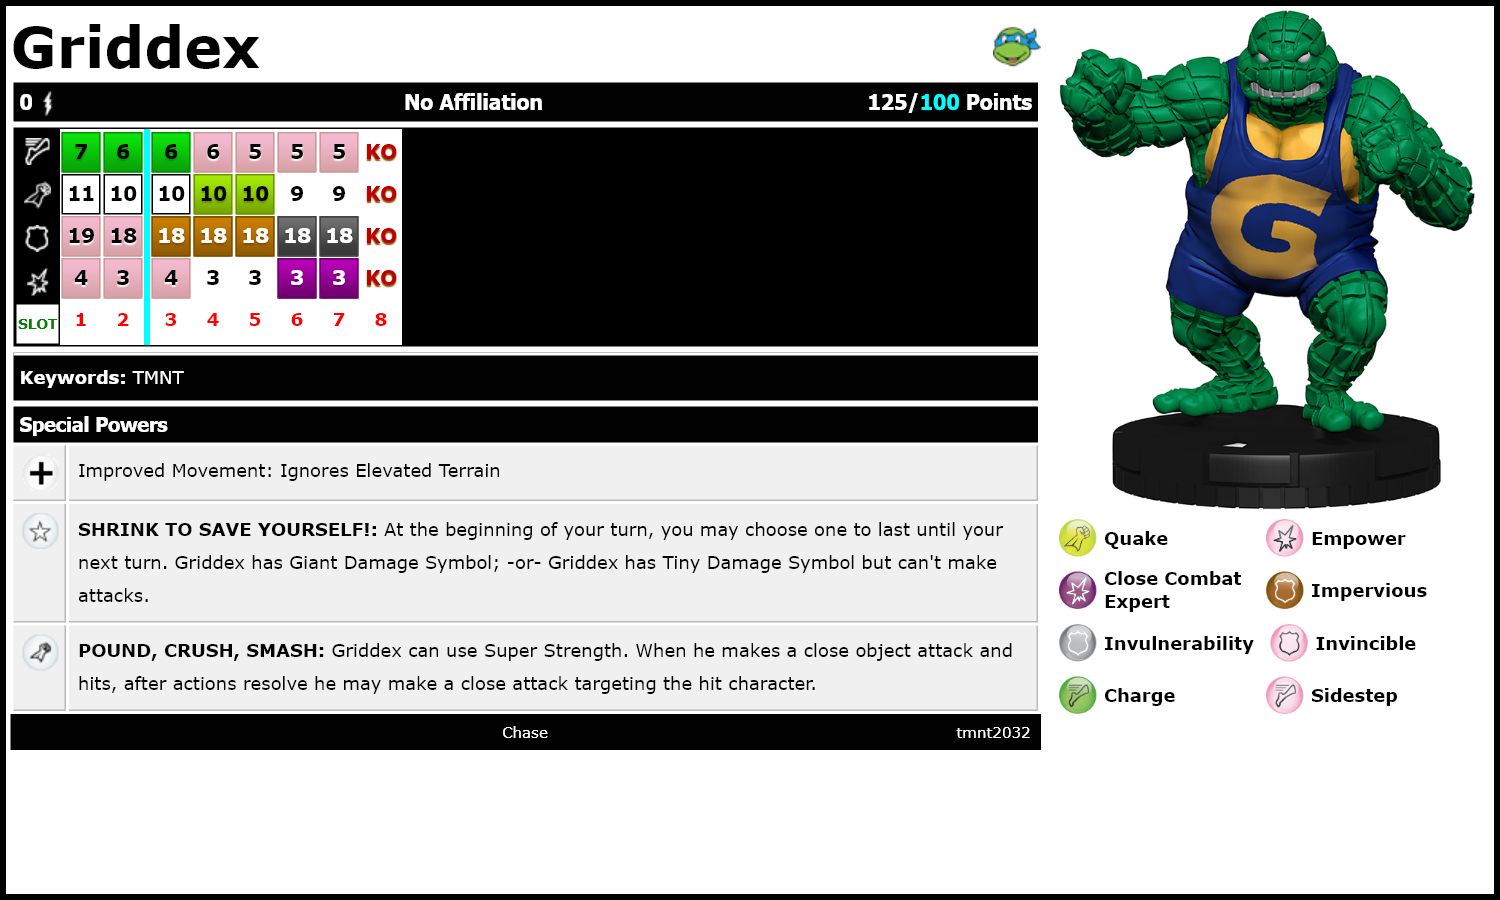 Griddex
0 No Affiliation 125/100 Points
7 6 6 6 5 5 5 KO
11 10 10 10 10 9 9 KO
19 18 18 18 18 18 18 KO
4 3 4 3 3 3 3 KO
SLOT 1 2 3 4 5 6 7 8
Keywords: TMNT
Special Powers
Improved Movement: Ignores Elevated Terrain
SHRINK TO SAVE YOURSELF!: At the beginning of your turn, you may choose one to last until your
next turn. Griddex has Giant Damage Symbol; -or- Griddex has Tiny Damage Symbol but can't make
attacks.
POUND, CRUSH, SMASH: Griddex can use Super Strength. When he makes a close object attack and
hits, after actions resolve he may make a close attack targeting the hit character.
Chase tmnt2032
G
Quake Empower
Close Combat
Expert
Impervious
Invulnerability Invincible
Charge Sidestep